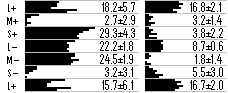 L+ 18.2±5.7 16.8±2.1
M+ 2.7±2.9 3.2±1.4
S+ 29.3±4.3 3.8±2.2
L− 22.2±1.8 8.7±0.6
M− 24.5±1.9 1.8±1.4
S− 3.2±3.1 5.5±3.0
L+ 15.7±6.1 16.7±2.0